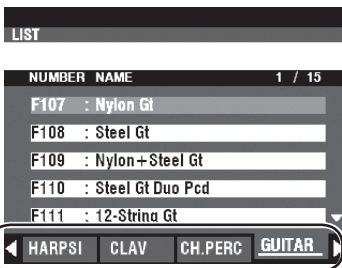 LIST
NUMBER NAME 1 / 15
F107 : Nylon Gt
F108 : Steel Gt
F109 : Nylon+Steel Gt
F110 : Steel Gt Duo Pcd
F111 : 12-String Gt
HARPSI CLAV CH.PERC GUITAR